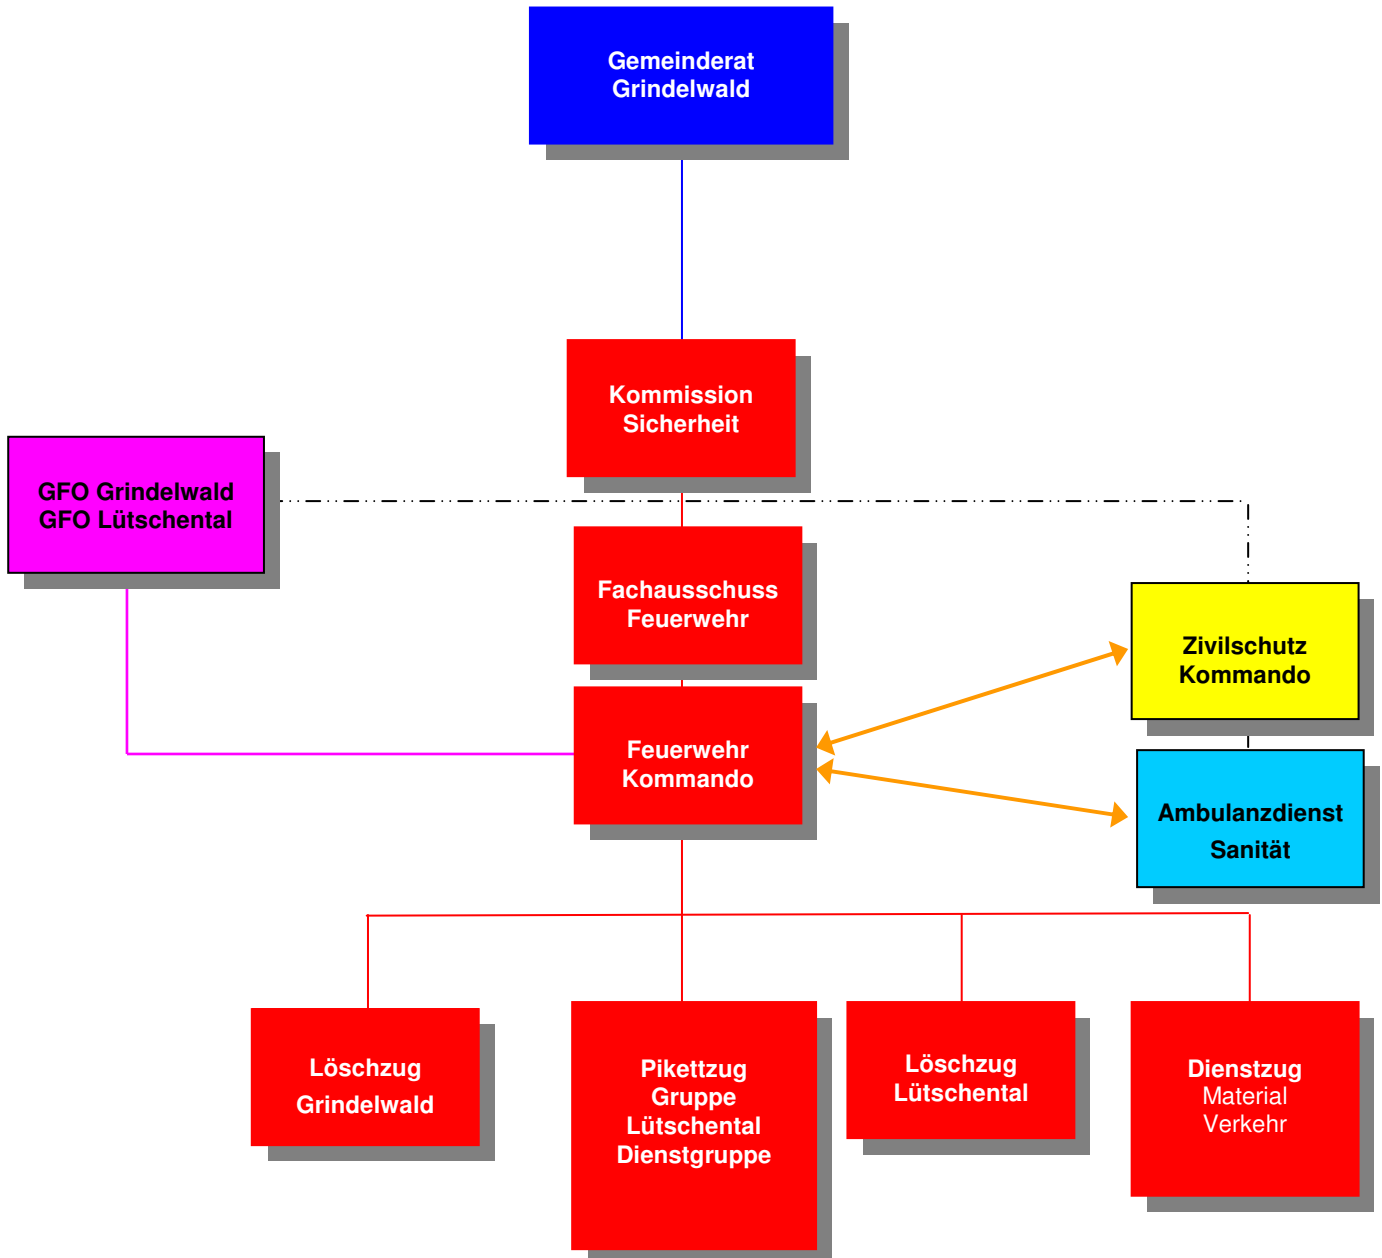 Gemeinderat
Grindelwald
Kommission
Sicherheit
GFO Grindelwald
GFO Lütschental
Fachausschuss
Feuerwehr
Zivilschutz
Kommando
Feuerwehr
Kommando
Ambulanzdienst
Sanität
Löschzug
Grindelwald
Pikettzug
Gruppe
Lütschental
Dienstgruppe
Löschzug
Lütschental
Dienstzug
Material
Verkehr